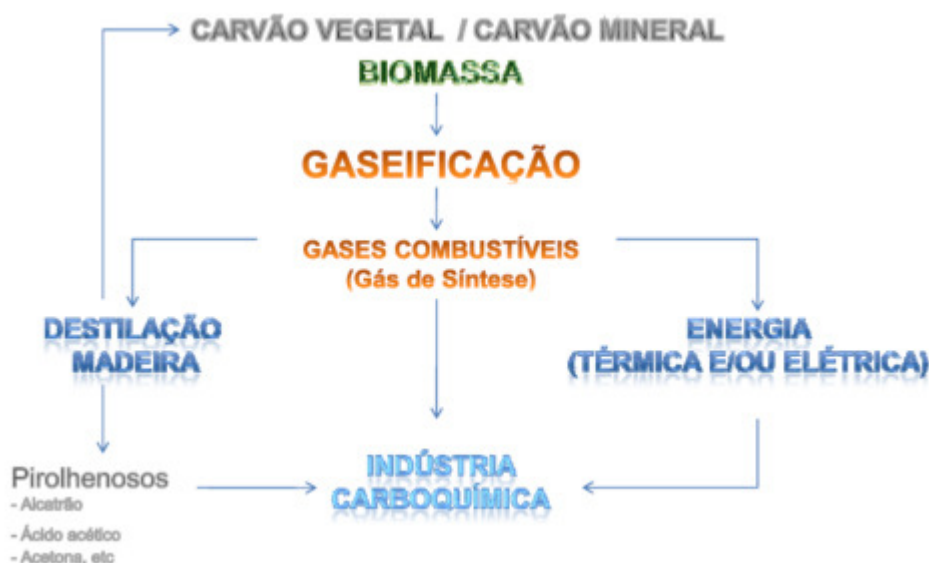 CARVÃO VEGETAL / CARVÃO MINERAL
BIOMASSA
GASEIFICAÇÃO
GASES COMBUSTÍVEIS
(Gás de Síntese)
DESTILAÇÃO
MADEIRA
ENERGIA
(TÉRMICA E/OU ELÉTRICA)
Pirolhenosos
- Alcatrão
- Ácido acético
- Acetona, etc
INDÚSTRIA
CARBOQUÍMICA